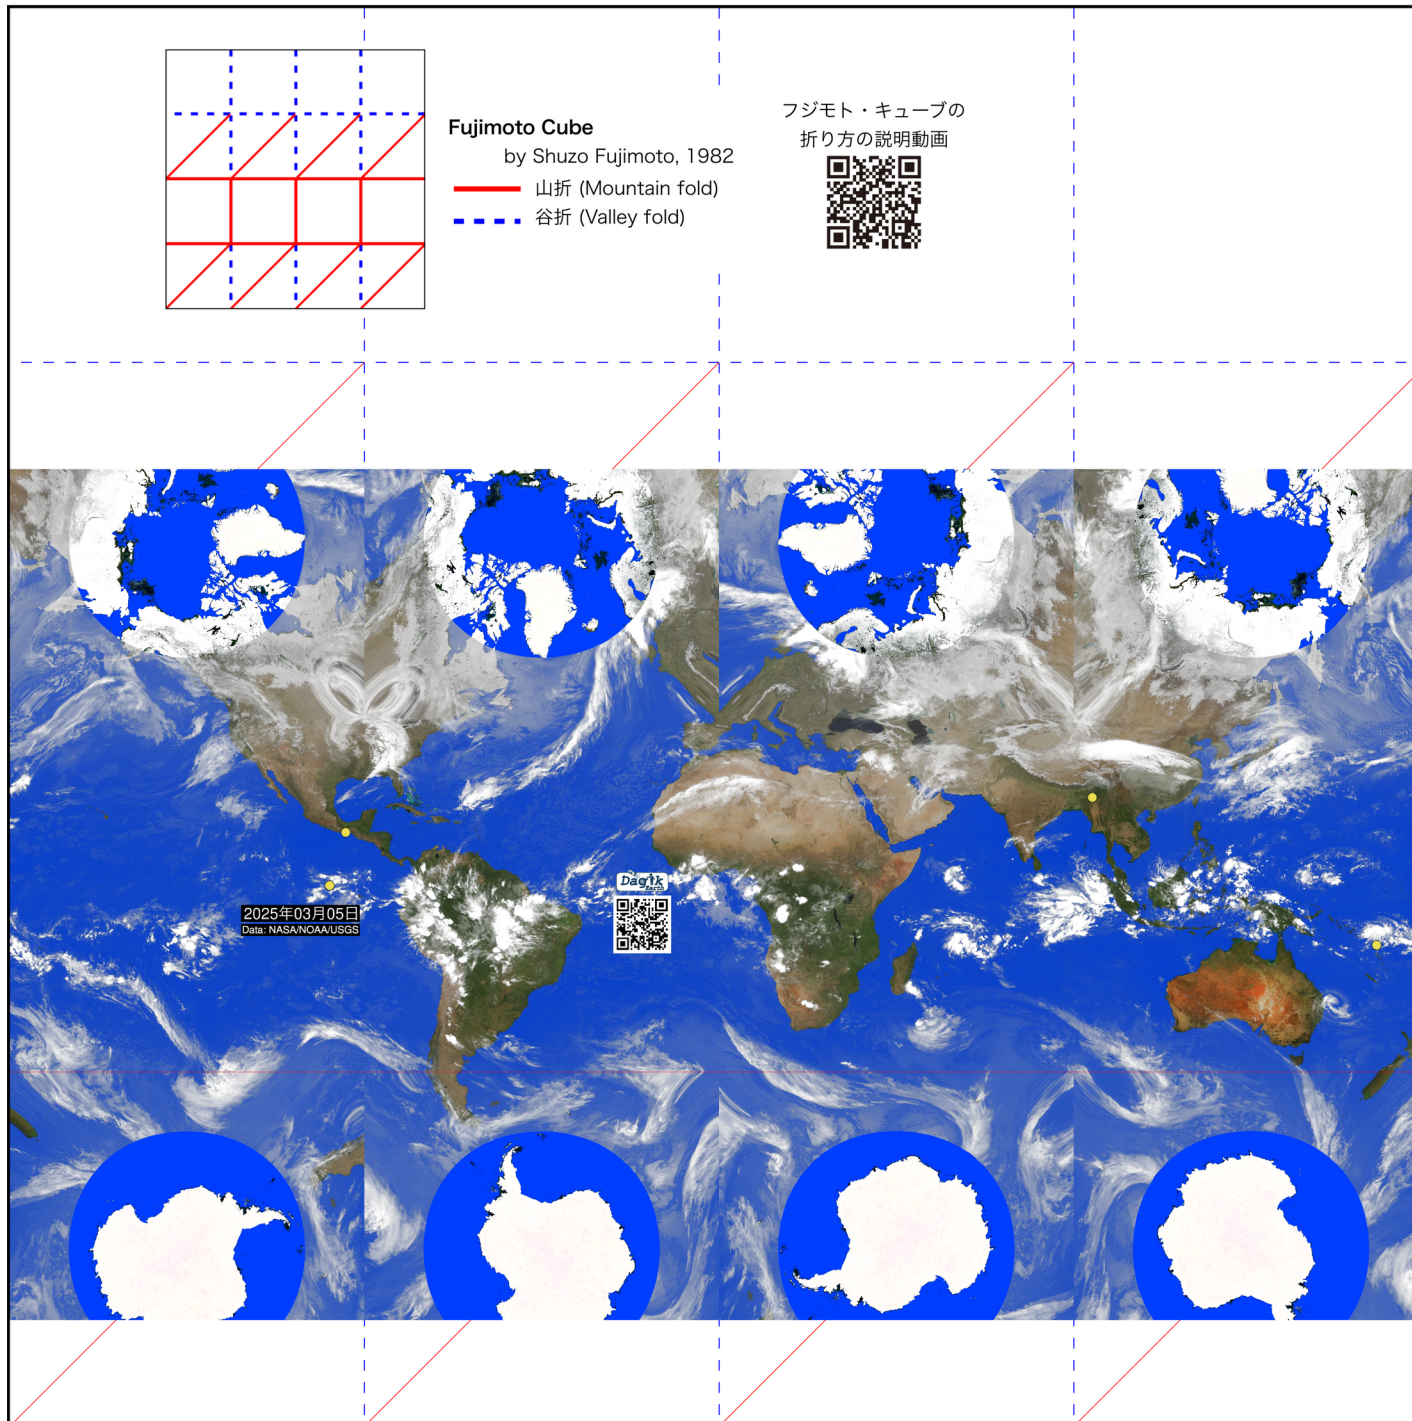 Fujimoto Cube
by Shuzo Fujimoto, 1982
山折 (Mountain fold)
谷折 (Valley fold)
フジモト・キューブの
折り方の説明動画
Dagik
Earth
2025年03月05日
Data: NASA/NOAA/USGS